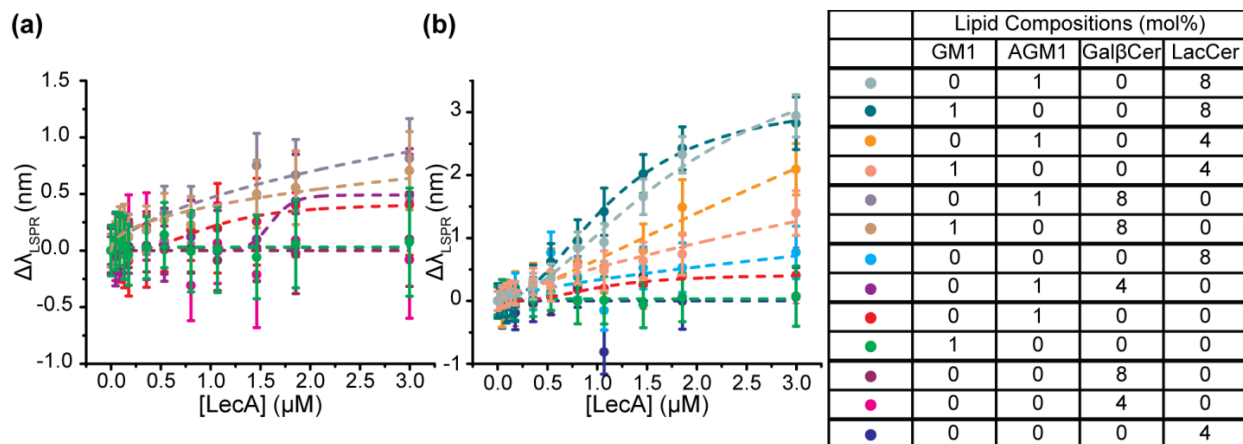 (a)
1.5
1.0
0.5
0.0
-0.5
-1.0
ΔλLSPR (nm)
0.0 0.5 1.0 1.5 2.0 2.5 3.0
[LecA] (µM)
(b)
3
2
1
0
-1
ΔλLSPR (nm)
0.0 0.5 1.0 1.5 2.0 2.5 3.0
[LecA] (µM)
Lipid Compositions (mol%)
GM1 AGM1 GalβCer LacCer
0 1 0 8
1 0 0 8
0 1 0 4
1 0 0 4
0 1 8 0
1 0 8 0
0 0 0 8
0 1 4 0
0 1 0 0
1 0 0 0
0 0 8 0
0 0 4 0
0 0 0 4